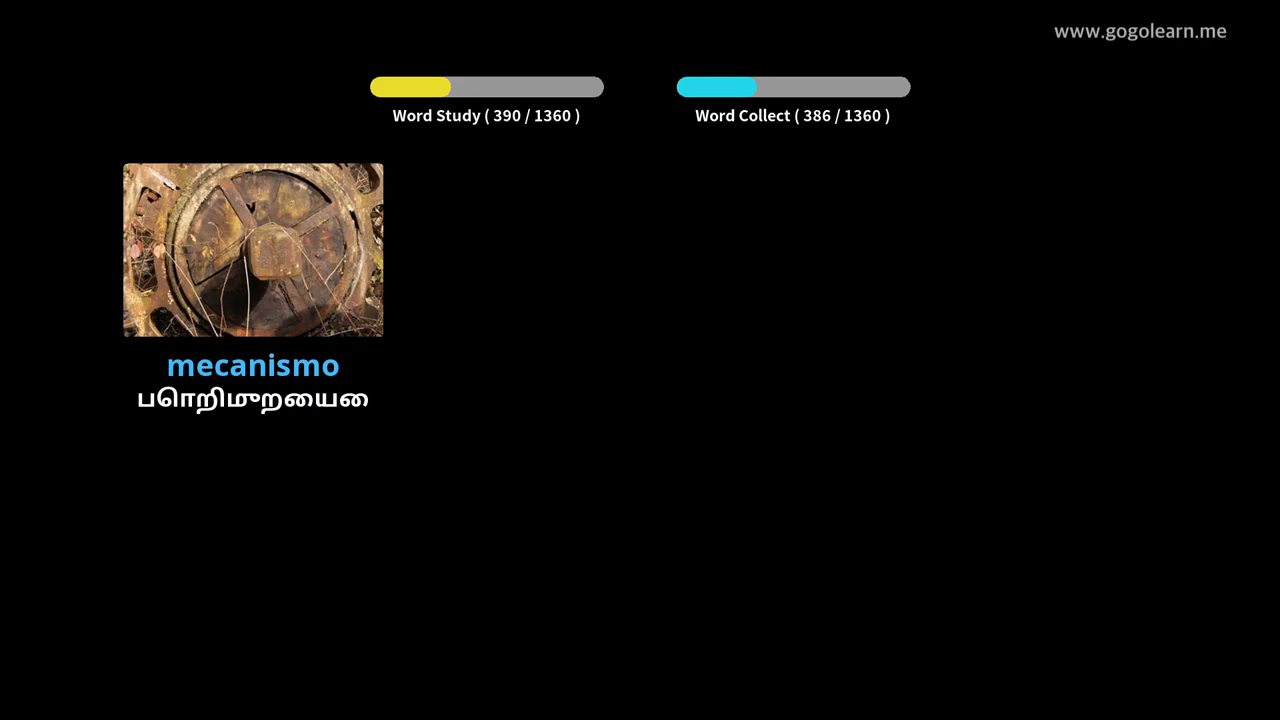 www.gogolearn.me
Word Study ( 390 / 1360 )
Word Collect ( 386 / 1360 )
mecanismo
பொறிமுறையை